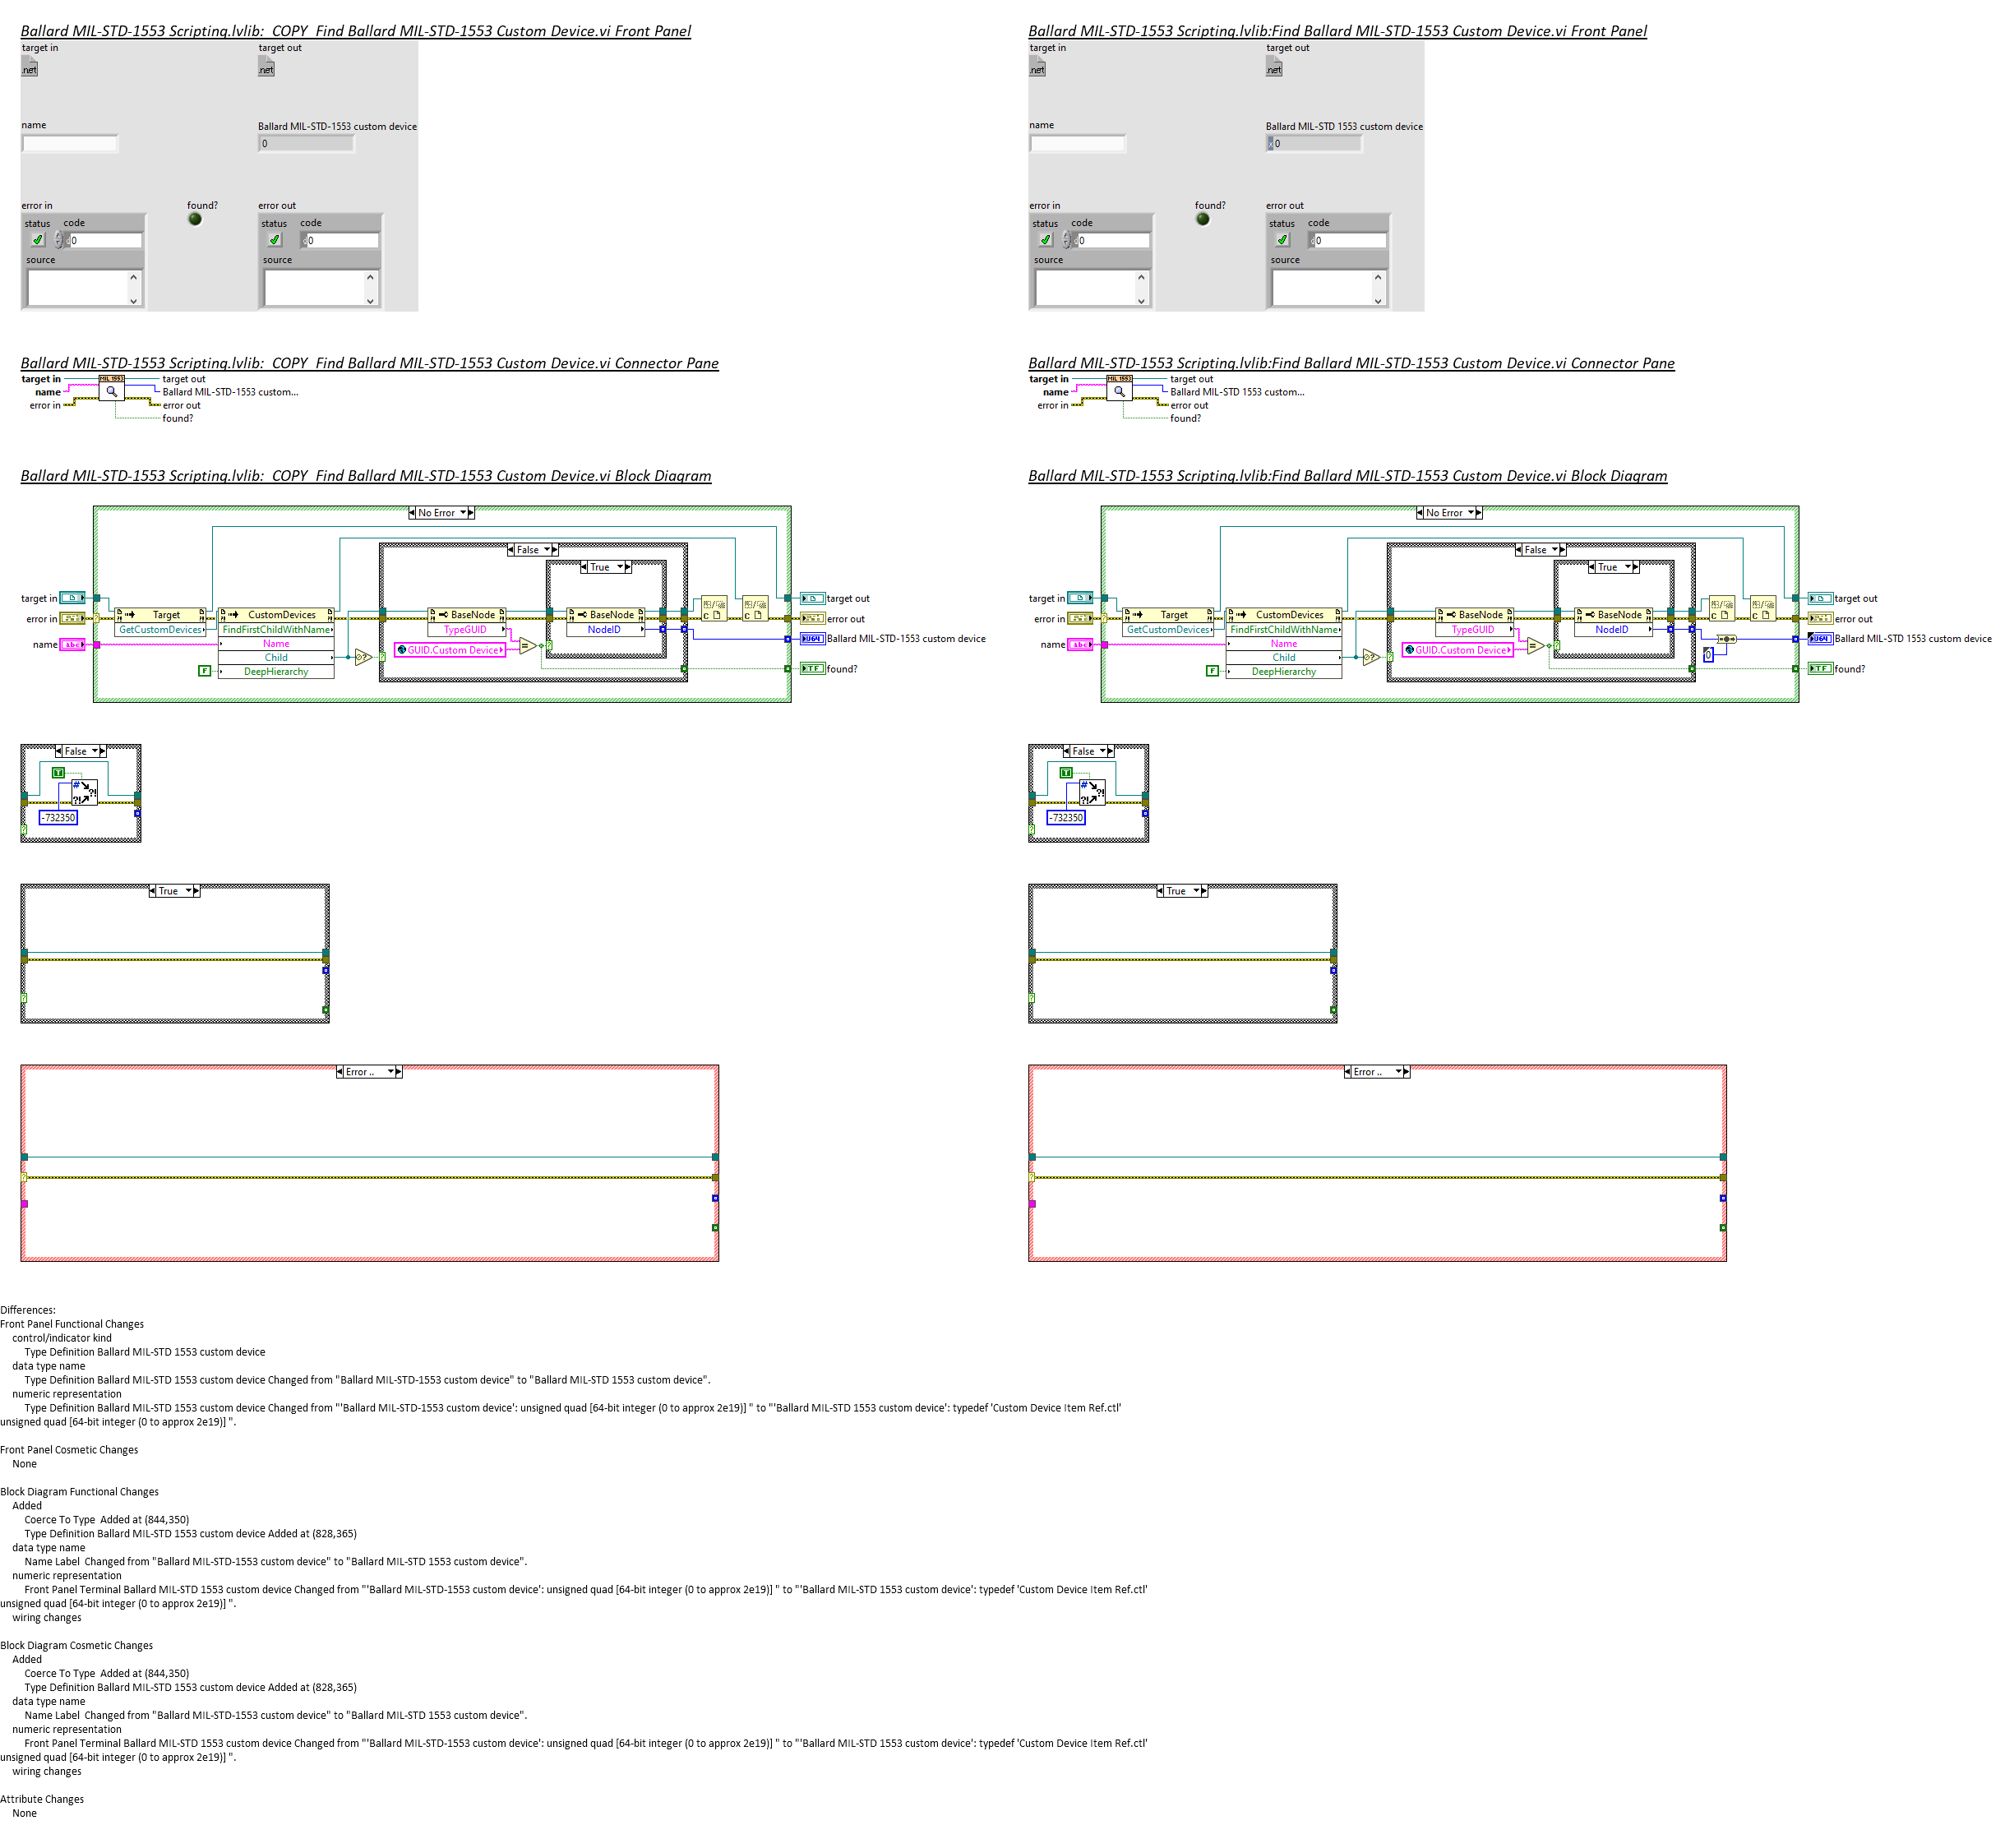 Ballard MIL-STD-1553 Scripting.lvlib:  COPY  Find Ballard MIL-STD-1553 Custom Device.vi Front Panel
target in
target out
.net
.net
name
Ballard MIL-STD-1553 custom device
0
error in
found?
error out
status code
0
status code
0
source
source
Ballard MIL-STD-1553 Scripting.lvlib:Find Ballard MIL-STD-1553 Custom Device.vi Front Panel
target in
target out
.net
.net
name
Ballard MIL-STD 1553 custom device
x 0
error in
found?
error out
status code
d 0
status code
d 0
source
source
Ballard MIL-STD-1553 Scripting.lvlib:  COPY  Find Ballard MIL-STD-1553 Custom Device.vi Connector Pane
target in
name
error in
MIL 1553
target out
Ballard MIL-STD-1553 custom...
error out
found?
Ballard MIL-STD-1553 Scripting.lvlib:Find Ballard MIL-STD-1553 Custom Device.vi Connector Pane
target in
name
error in
MIL 1553
target out
Ballard MIL-STD 1553 custom...
error out
found?
Ballard MIL-STD-1553 Scripting.lvlib:  COPY  Find Ballard MIL-STD-1553 Custom Device.vi Block Diagram
No Error
False
True
target in
error in
name
abc
Target
GetCustomDevices
CustomDevices
FindFirstChildWithName
Name
Child
DeepHierarchy
F
BaseNode
TypeGUID
GUID.Custom Device
=
BaseNode
NodeID
target out
error out
U64
Ballard MIL-STD-1553 custom device
TF
found?
Ballard MIL-STD-1553 Scripting.lvlib:Find Ballard MIL-STD-1553 Custom Device.vi Block Diagram
No Error
False
True
target in
error in
name
abc
Target
GetCustomDevices
CustomDevices
FindFirstChildWithName
Name
Child
DeepHierarchy
F
BaseNode
TypeGUID
GUID.Custom Device
=
BaseNode
NodeID
0
target out
error out
U64
Ballard MIL-STD 1553 custom device
TF
found?
False
T
-732350
False
T
-732350
True
True
Error ..
Error ..
Differences:
Front Panel Functional Changes
control/indicator kind
Type Definition Ballard MIL-STD 1553 custom device
data type name
Type Definition Ballard MIL-STD 1553 custom device Changed from "Ballard MIL-STD-1553 custom device" to "Ballard MIL-STD 1553 custom device".
numeric representation
Type Definition Ballard MIL-STD 1553 custom device Changed from "'Ballard MIL-STD-1553 custom device': unsigned quad [64-bit integer (0 to approx 2e19)] " to "'Ballard MIL-STD 1553 custom device': typedef 'Custom Device Item Ref.ctl'
unsigned quad [64-bit integer (0 to approx 2e19)] ".
Front Panel Cosmetic Changes
None
Block Diagram Functional Changes
Added
Coerce To Type  Added at (844,350)
Type Definition Ballard MIL-STD 1553 custom device Added at (828,365)
data type name
Name Label  Changed from "Ballard MIL-STD-1553 custom device" to "Ballard MIL-STD 1553 custom device".
numeric representation
Front Panel Terminal Ballard MIL-STD 1553 custom device Changed from "'Ballard MIL-STD-1553 custom device': unsigned quad [64-bit integer (0 to approx 2e19)] " to "'Ballard MIL-STD 1553 custom device': typedef 'Custom Device Item Ref.ctl'
unsigned quad [64-bit integer (0 to approx 2e19)] ".
wiring changes
Block Diagram Cosmetic Changes
Added
Coerce To Type  Added at (844,350)
Type Definition Ballard MIL-STD 1553 custom device Added at (828,365)
data type name
Name Label  Changed from "Ballard MIL-STD-1553 custom device" to "Ballard MIL-STD 1553 custom device".
numeric representation
Front Panel Terminal Ballard MIL-STD 1553 custom device Changed from "'Ballard MIL-STD-1553 custom device': unsigned quad [64-bit integer (0 to approx 2e19)] " to "'Ballard MIL-STD 1553 custom device': typedef 'Custom Device Item Ref.ctl'
unsigned quad [64-bit integer (0 to approx 2e19)] ".
wiring changes
Attribute Changes
None